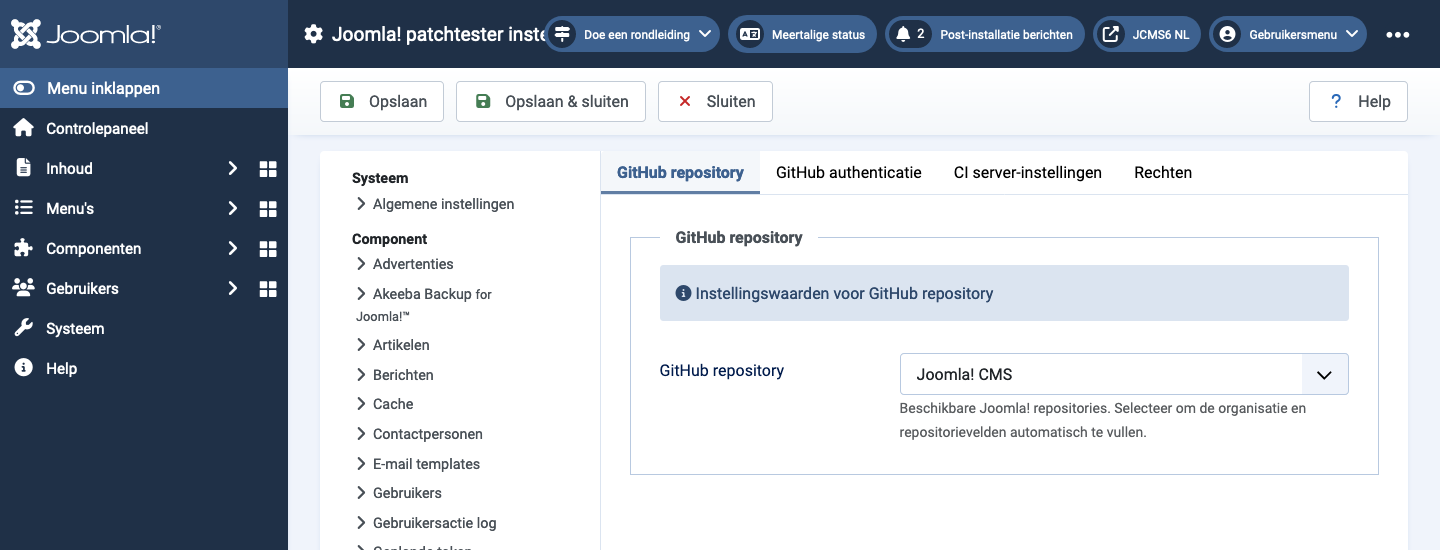 Joomla!®
Joomla! patchtester inste
Doe een rondleiding
Meertalige status
2 Post-installatie berichten
JCMS6 NL
Gebruikersmenu
Menu inklappen
Controlepaneel
Inhoud
Menu's
Componenten
Gebruikers
Systeem
Help
Opslaan
Opslaan & sluiten
Sluiten
? Help
Systeem
Algemene instellingen
Component
Advertenties
Akeeba Backup for
Joomla!™
Artikelen
Berichten
Cache
Contactpersonen
E-mail templates
Gebruikers
Gebruikersactie log
GitHub repository
GitHub authenticatie
CI server-instellingen
Rechten
GitHub repository
Instellingswaarden voor GitHub repository
GitHub repository
Joomla! CMS
Beschikbare Joomla! repositories. Selecteer om de organisatie en
repositorievelden automatisch te vullen.